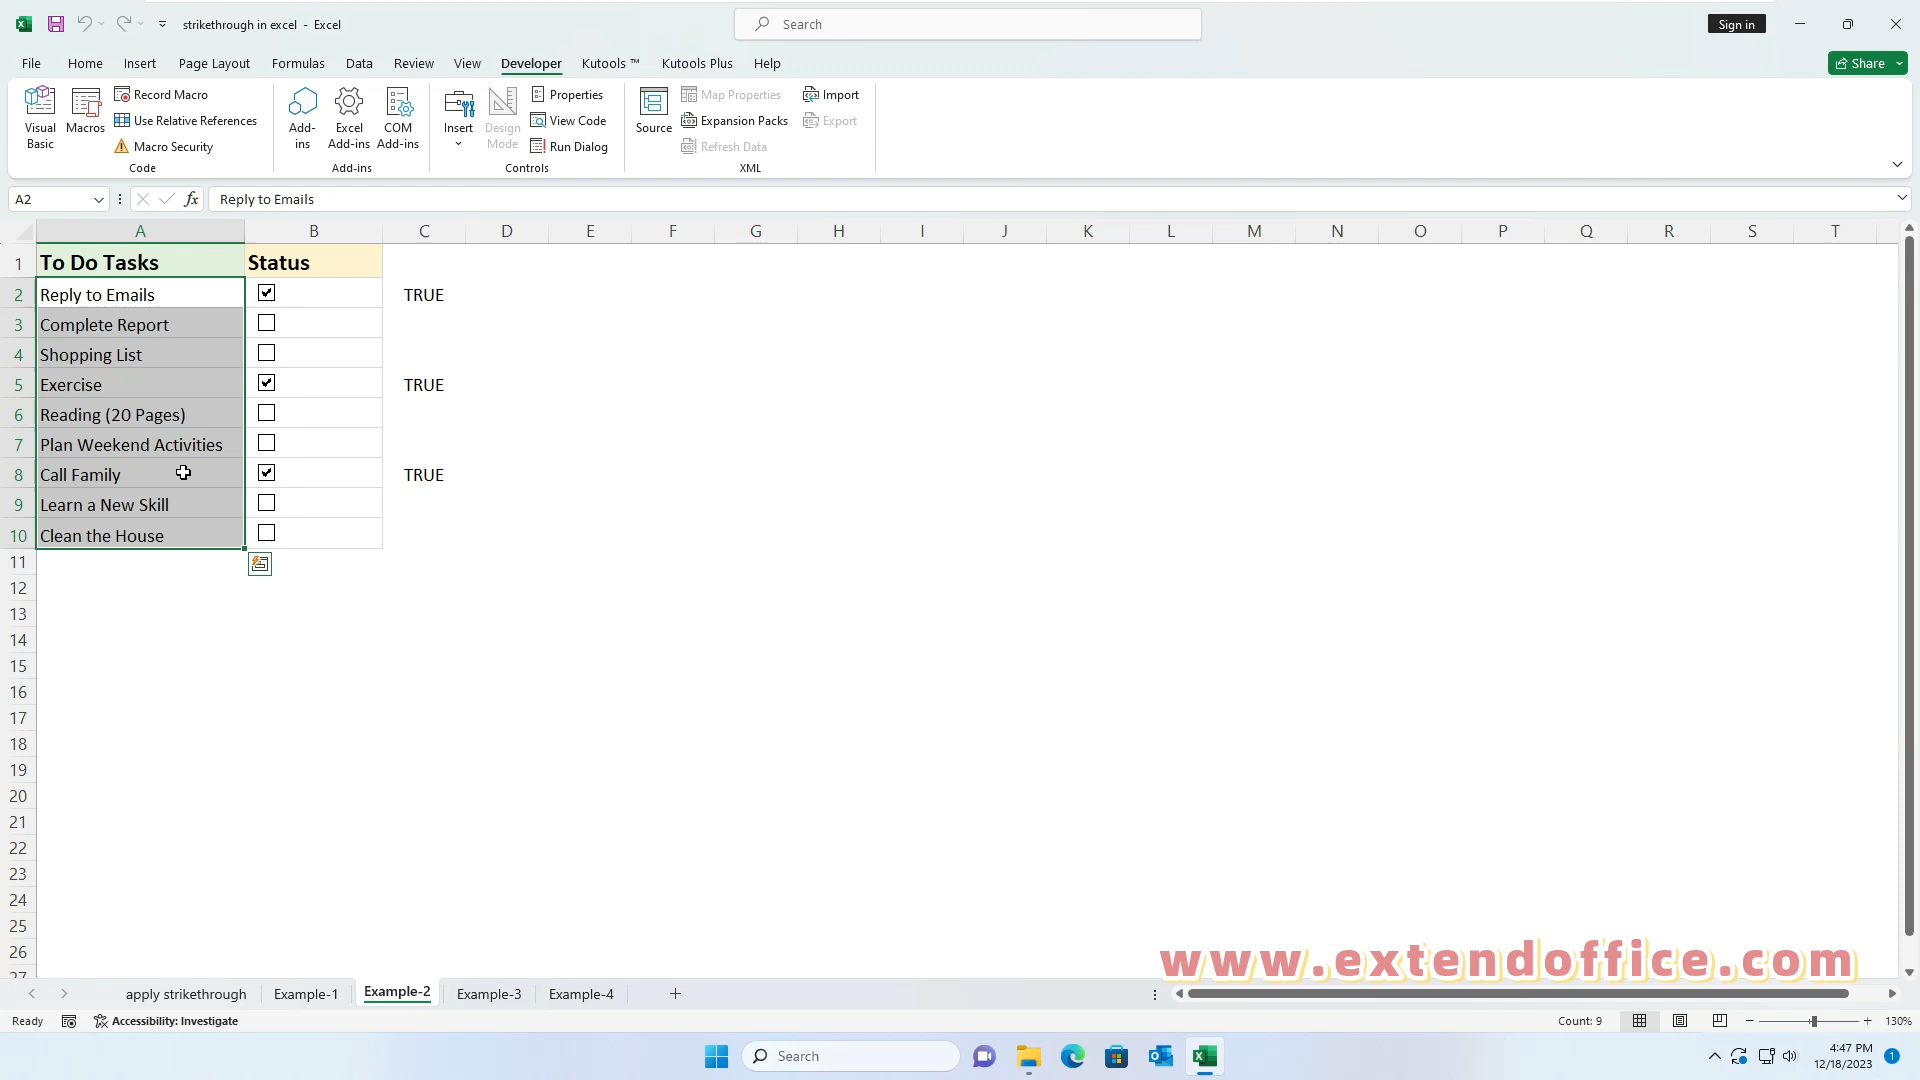 strikethrough in excel - Excel
Search
Sign in
File Home Insert Page Layout Formulas Data Review View Developer Kutools ™ Kutools Plus Help
Share
Visual Basic
Macros
Record Macro
Use Relative References
Macro Security
Code
Add-ins
Excel Add-ins
COM Add-ins
Add-ins
Insert
Design Mode
Properties
View Code
Run Dialog
Controls
Source
Map Properties
Expansion Packs
Refresh Data
Import
Export
XML
A2
fx
Reply to Emails
A B C D E F G H I J K L M N O P Q R S T
1 To Do Tasks Status
2 Reply to Emails TRUE
3 Complete Report
4 Shopping List
5 Exercise TRUE
6 Reading (20 Pages)
7 Plan Weekend Activities
8 Call Family TRUE
9 Learn a New Skill
10 Clean the House
11
12
13
14
15
16
17
18
19
20
21
22
23
24
25
26
27
www.extendoffice.com
apply strikethrough Example-1 Example-2 Example-3 Example-4
Ready Accessibility: Investigate Count: 9 130%
Search
4:47 PM
12/18/2023
1